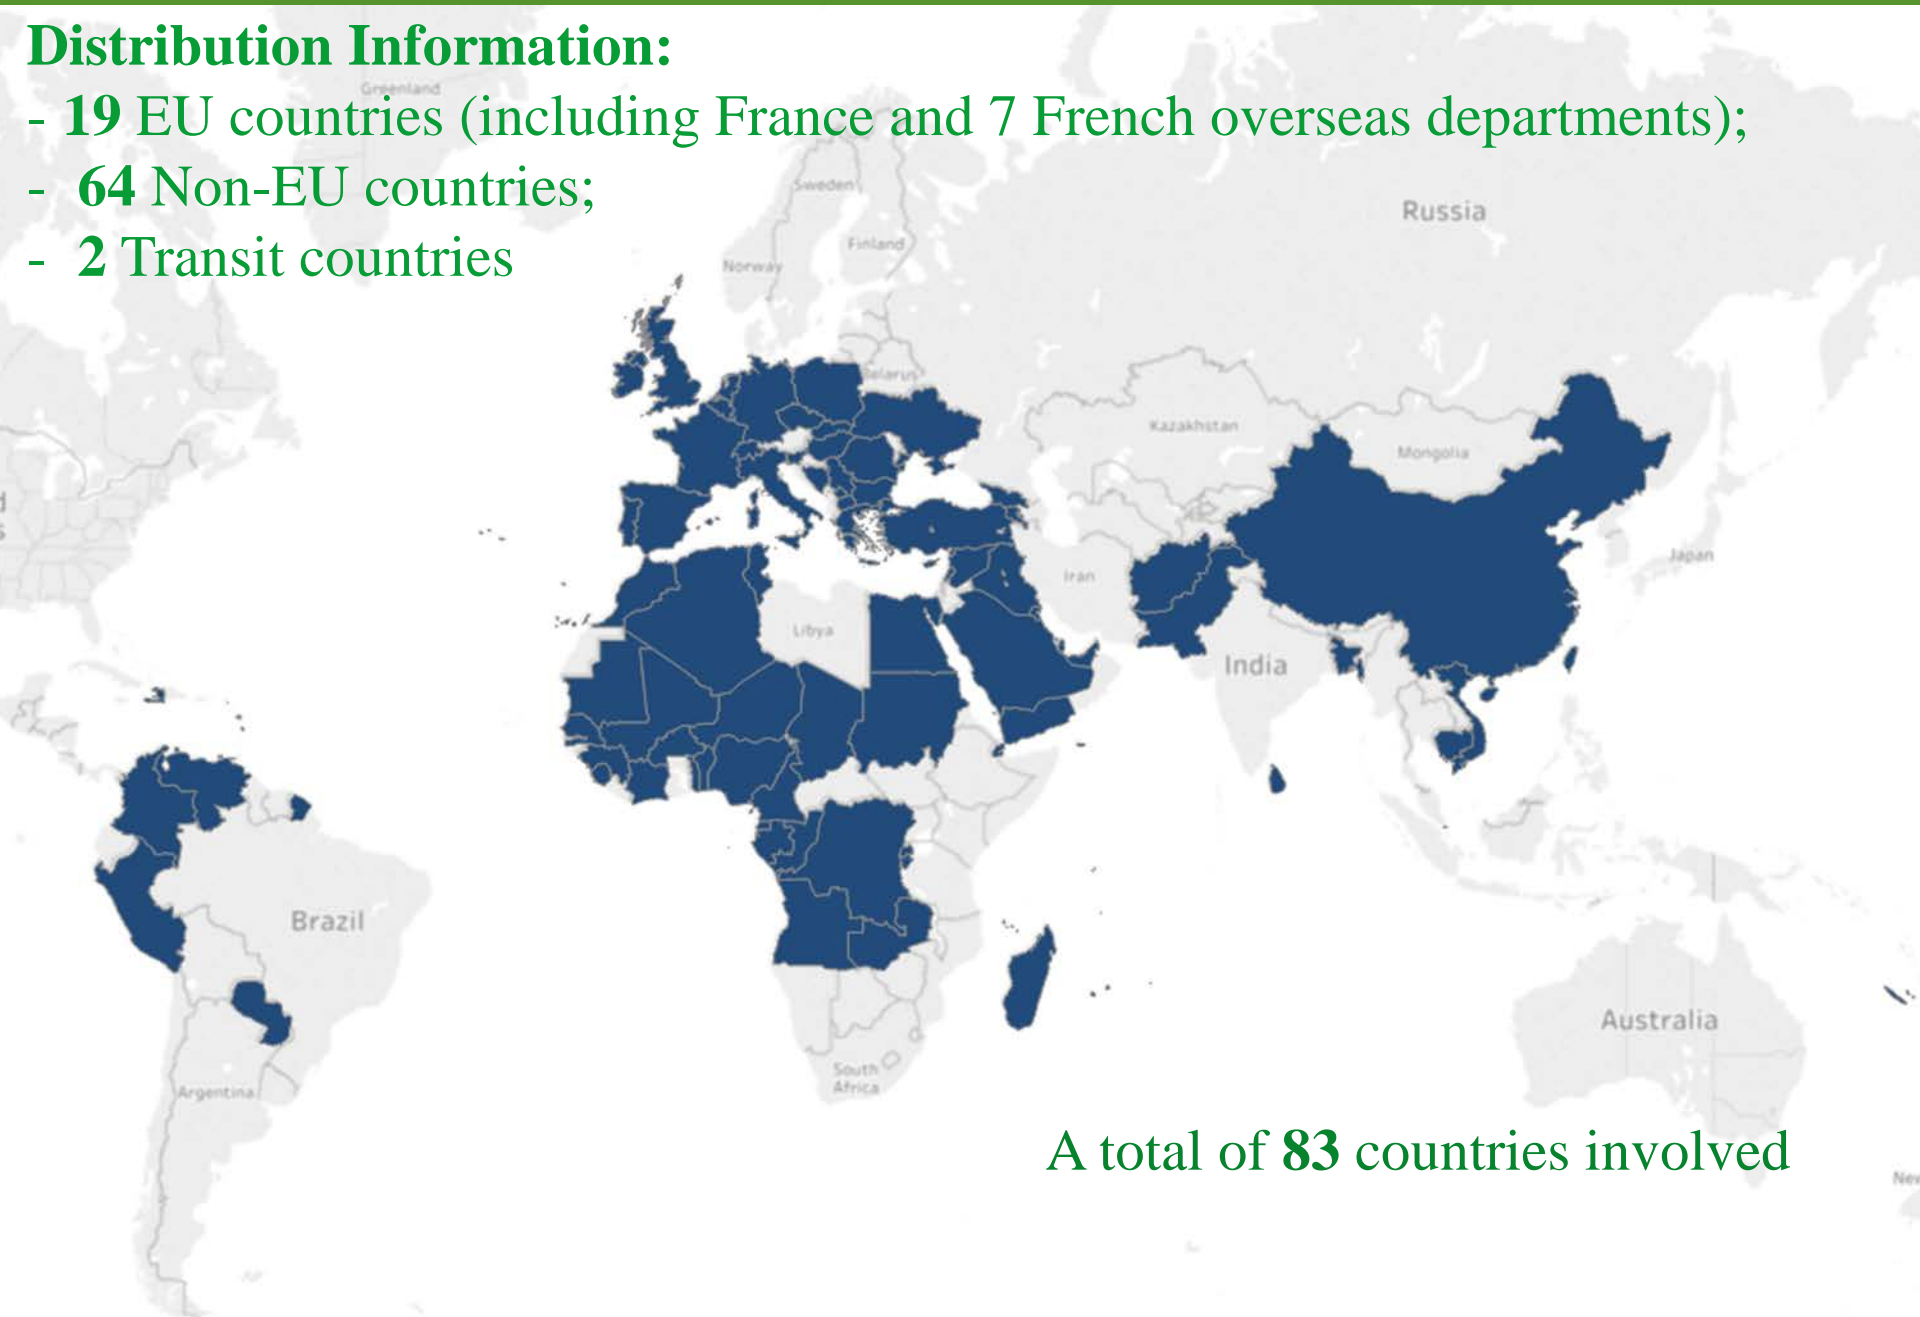 Distribution Information:
Greenland
- 19 EU countries (including France and 7 French overseas departments);
- 64 Non-EU countries;
- 2 Transit countries
Sweden
Russia
Finland
Norway
Belarus
Kazakhstan
Mongolia
Japan
Iran
Libya
India
Brazil
Australia
South
Africa
Argentina
A total of 83 countries involved